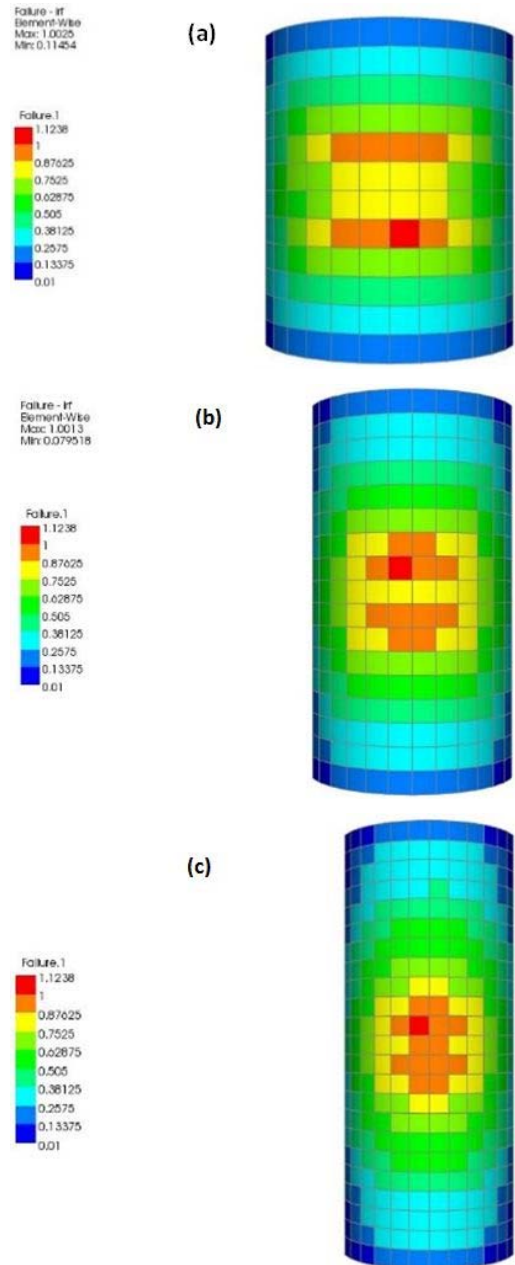 Failure - irf
Element-Wise
Max: 1.0025
Min: 0.11454
(a)
Failure.1
1.1238
1
0.87625
0.7525
0.62875
0.505
0.38125
0.2575
0.13375
0.01
Failure - irf
Element-Wise
Max: 1.0013
Min: 0.079518
(b)
Failure.1
1.1238
1
0.87625
0.7525
0.62875
0.505
0.38125
0.2575
0.13375
0.01
(c)
Failure.1
1.1238
1
0.87625
0.7525
0.62875
0.505
0.38125
0.2575
0.13375
0.01